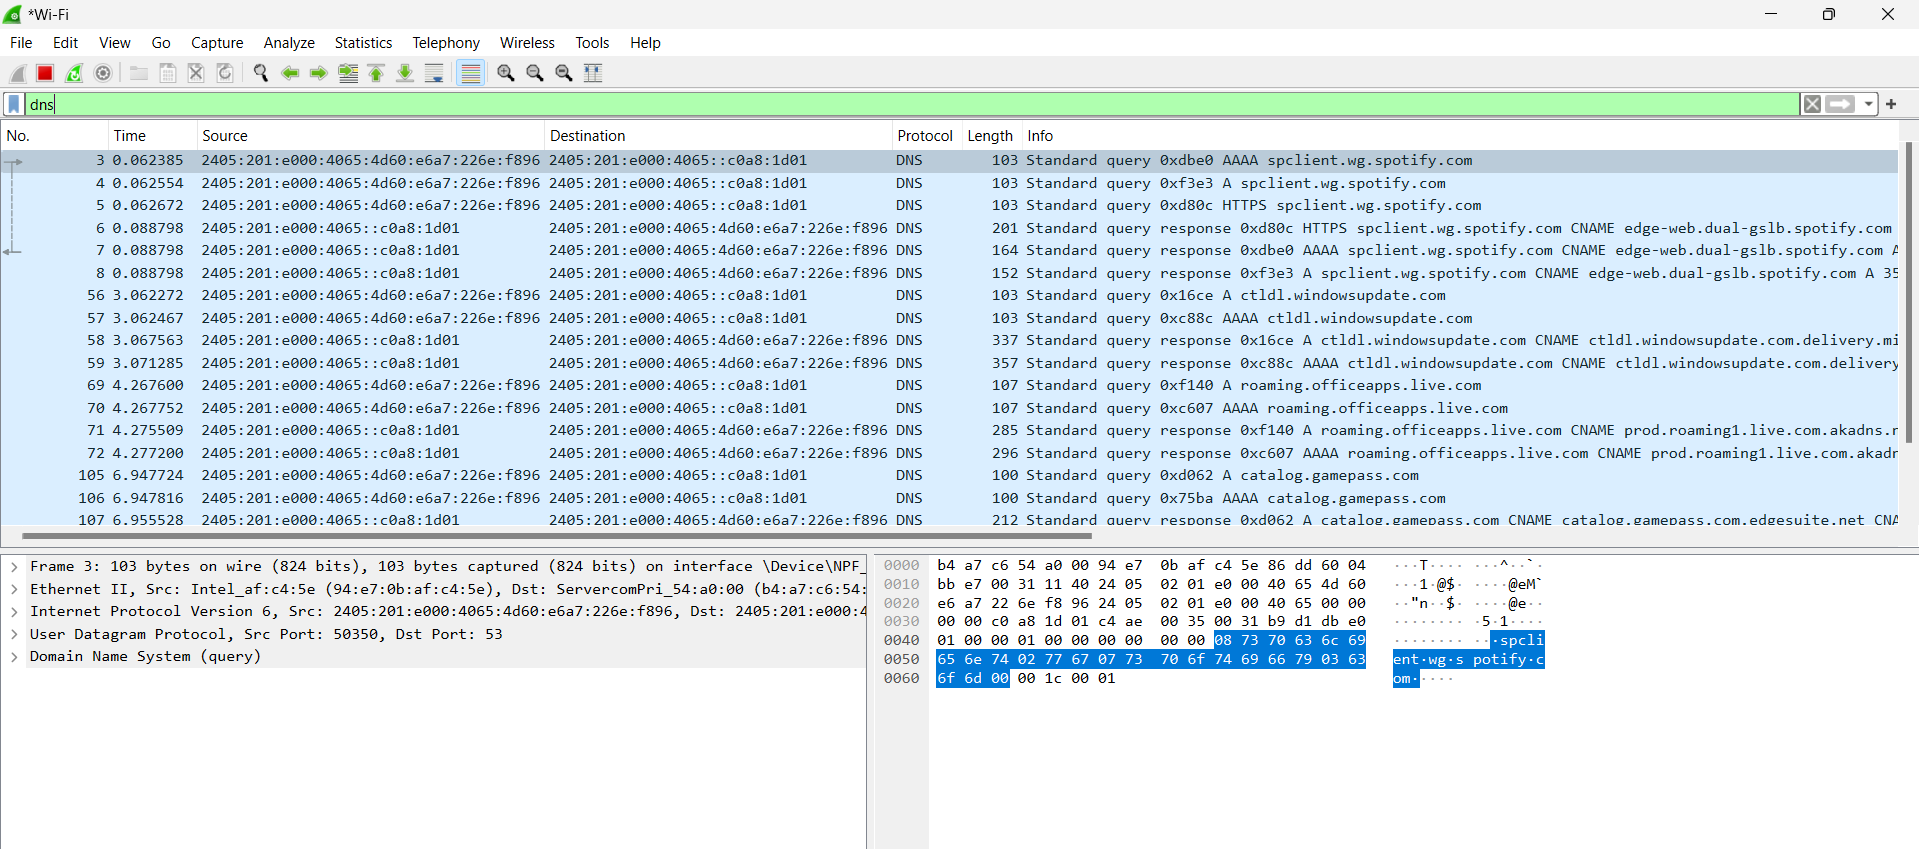 *Wi-Fi
File Edit View Go Capture Analyze Statistics Telephony Wireless Tools Help
dns
No. Time Source Destination Protocol Length Info
3 0.062385 2405:201:e000:4065:4d60:e6a7:226e:f896 2405:201:e000:4065::c0a8:1d01 DNS 103 Standard query 0xdbe0 AAAA spclient.wg.spotify.com
4 0.062554 2405:201:e000:4065:4d60:e6a7:226e:f896 2405:201:e000:4065::c0a8:1d01 DNS 103 Standard query 0xf3e3 A spclient.wg.spotify.com
5 0.062672 2405:201:e000:4065:4d60:e6a7:226e:f896 2405:201:e000:4065::c0a8:1d01 DNS 103 Standard query 0xd80c HTTPS spclient.wg.spotify.com
6 0.088798 2405:201:e000:4065::c0a8:1d01 2405:201:e000:4065:4d60:e6a7:226e:f896 DNS 201 Standard query response 0xd80c HTTPS spclient.wg.spotify.com CNAME edge-web.dual-gslb.spotify.com
7 0.088798 2405:201:e000:4065::c0a8:1d01 2405:201:e000:4065:4d60:e6a7:226e:f896 DNS 164 Standard query response 0xdbe0 AAAA spclient.wg.spotify.com CNAME edge-web.dual-gslb.spotify.com A
8 0.088798 2405:201:e000:4065::c0a8:1d01 2405:201:e000:4065:4d60:e6a7:226e:f896 DNS 152 Standard query response 0xf3e3 A spclient.wg.spotify.com CNAME edge-web.dual-gslb.spotify.com A 35
56 3.062272 2405:201:e000:4065:4d60:e6a7:226e:f896 2405:201:e000:4065::c0a8:1d01 DNS 103 Standard query 0x16ce A ctldl.windowsupdate.com
57 3.062467 2405:201:e000:4065:4d60:e6a7:226e:f896 2405:201:e000:4065::c0a8:1d01 DNS 103 Standard query 0xc88c AAAA ctldl.windowsupdate.com
58 3.067563 2405:201:e000:4065::c0a8:1d01 2405:201:e000:4065:4d60:e6a7:226e:f896 DNS 337 Standard query response 0x16ce A ctldl.windowsupdate.com CNAME ctldl.windowsupdate.com.delivery.mi
59 3.071285 2405:201:e000:4065::c0a8:1d01 2405:201:e000:4065:4d60:e6a7:226e:f896 DNS 357 Standard query response 0xc88c AAAA ctldl.windowsupdate.com CNAME ctldl.windowsupdate.com.delivery
69 4.267600 2405:201:e000:4065:4d60:e6a7:226e:f896 2405:201:e000:4065::c0a8:1d01 DNS 107 Standard query 0xf140 A roaming.officeapps.live.com
70 4.267752 2405:201:e000:4065:4d60:e6a7:226e:f896 2405:201:e000:4065::c0a8:1d01 DNS 107 Standard query 0xc607 AAAA roaming.officeapps.live.com
71 4.275509 2405:201:e000:4065::c0a8:1d01 2405:201:e000:4065:4d60:e6a7:226e:f896 DNS 285 Standard query response 0xf140 A roaming.officeapps.live.com CNAME prod.roaming1.live.com.akadns.r
72 4.277200 2405:201:e000:4065::c0a8:1d01 2405:201:e000:4065:4d60:e6a7:226e:f896 DNS 296 Standard query response 0xc607 AAAA roaming.officeapps.live.com CNAME prod.roaming1.live.com.akadr
105 6.947724 2405:201:e000:4065:4d60:e6a7:226e:f896 2405:201:e000:4065::c0a8:1d01 DNS 100 Standard query 0xd062 A catalog.gamepass.com
106 6.947816 2405:201:e000:4065:4d60:e6a7:226e:f896 2405:201:e000:4065::c0a8:1d01 DNS 100 Standard query 0x75ba AAAA catalog.gamepass.com
107 6.955528 2405:201:e000:4065::c0a8:1d01 2405:201:e000:4065:4d60:e6a7:226e:f896 DNS 212 Standard query response 0xd062 A catalog.gamepass.com CNAME catalog.gamepass.com.edgesuite.net CNA
Frame 3: 103 bytes on wire (824 bits), 103 bytes captured (824 bits) on interface \Device\NPF_
Ethernet II, Src: Intel_af:c4:5e (94:e7:0b:af:c4:5e), Dst: ServercomPri_54:a0:00 (b4:a7:c6:54:
Internet Protocol Version 6, Src: 2405:201:e000:4065:4d60:e6a7:226e:f896, Dst: 2405:201:e000:4
User Datagram Protocol, Src Port: 50350, Dst Port: 53
Domain Name System (query)
0000 b4 a7 c6 54 a0 00 94 e7 0b af c4 5e 86 dd 60 04 ···T···· ···^··`·
0010 bb e7 00 31 11 40 24 05 02 01 e0 00 40 65 4d 60 ···1·@$· ····@eM`
0020 e6 a7 22 6e f8 96 24 05 02 01 e0 00 40 65 00 00 ··"n··$· ····@e··
0030 00 00 c0 a8 1d 01 c4 ae 00 35 00 31 b9 d1 db e0 ········ ·5·1····
0040 01 00 00 01 00 00 00 00 00 00 08 73 70 63 6c 69 ········ ···spcli
0050 65 6e 74 02 77 67 07 73 70 6f 74 69 66 79 03 63 ent·wg·s potify·c
0060 6f 6d 00 00 1c 00 01 om·····